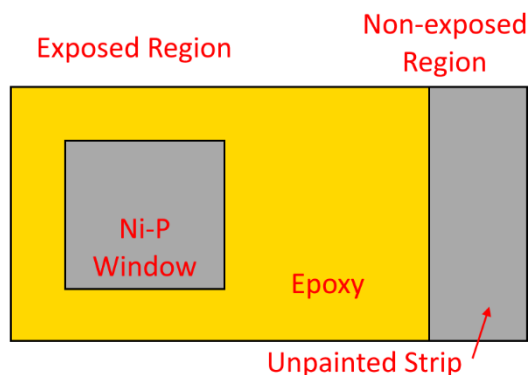 Exposed Region
Non-exposed
Region
Ni-P
Window
Epoxy
Unpainted Strip